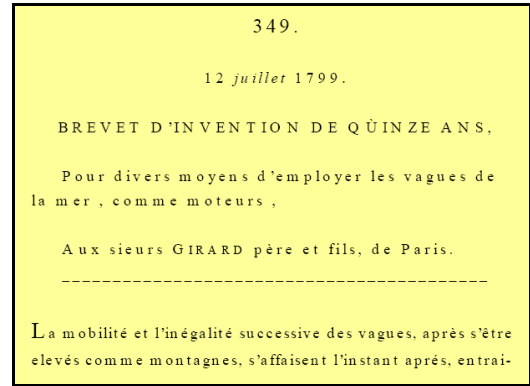 349.
12 juillet 1799.
BREVET D'INVENTION DE QÙINZE ANS,
Pour divers moyens d'employer les vagues de
la mer , comme moteurs ,
Aux sieurs GIRARD père et fils, de Paris.
___________________________________________
La mobilité et l'inégalité successive des vagues, après s'être
elevés comme montagnes, s'affaisent l'instant aprés, entrai-